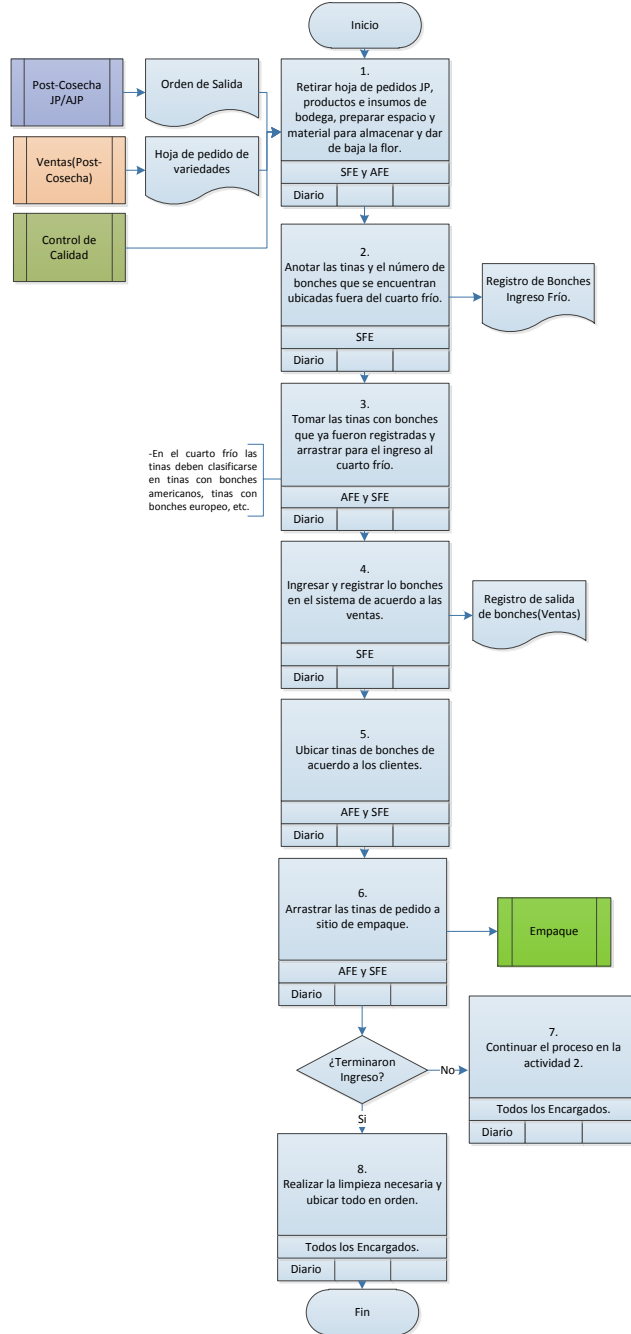 Inicio
Post-Cosecha
JP/AJP
Orden de Salida
1.
Retirar hoja de pedidos JP,
productos e insumos de
bodega, preparar espacio y
material para almacenar y dar
de baja la flor.
SFE y AFE
Diario
Ventas(Post-
Cosecha)
Hoja de pedido de
variedades
Control de
Calidad
2.
Anotar las tinas y el número de
bonches que se encuentran
ubicadas fuera del cuarto frío.
SFE
Diario
Registro de Bonches
Ingreso Frío.
3.
Tomar las tinas con bonches
que ya fueron registradas y
arrastrar para el ingreso al
cuarto frío.
AFE y SFE
Diario
-En el cuarto frío las
tinas deben clasificarse
en tinas con bonches
americanos, tinas con
bonches europeo, etc.
4.
Ingresar y registrar lo bonches
en el sistema de acuerdo a las
ventas.
SFE
Diario
Registro de salida
de bonches(Ventas)
5.
Ubicar tinas de bonches de
acuerdo a los clientes.
AFE y SFE
Diario
6.
Arrastrar las tinas de pedido a
sitio de empaque.
AFE y SFE
Diario
Empaque
¿Terminaron
Ingreso?
No
7.
Continuar el proceso en la
actividad 2.
Todos los Encargados.
Diario
Si
8.
Realizar la limpieza necesaria y
ubicar todo en orden.
Todos los Encargados.
Diario
Fin